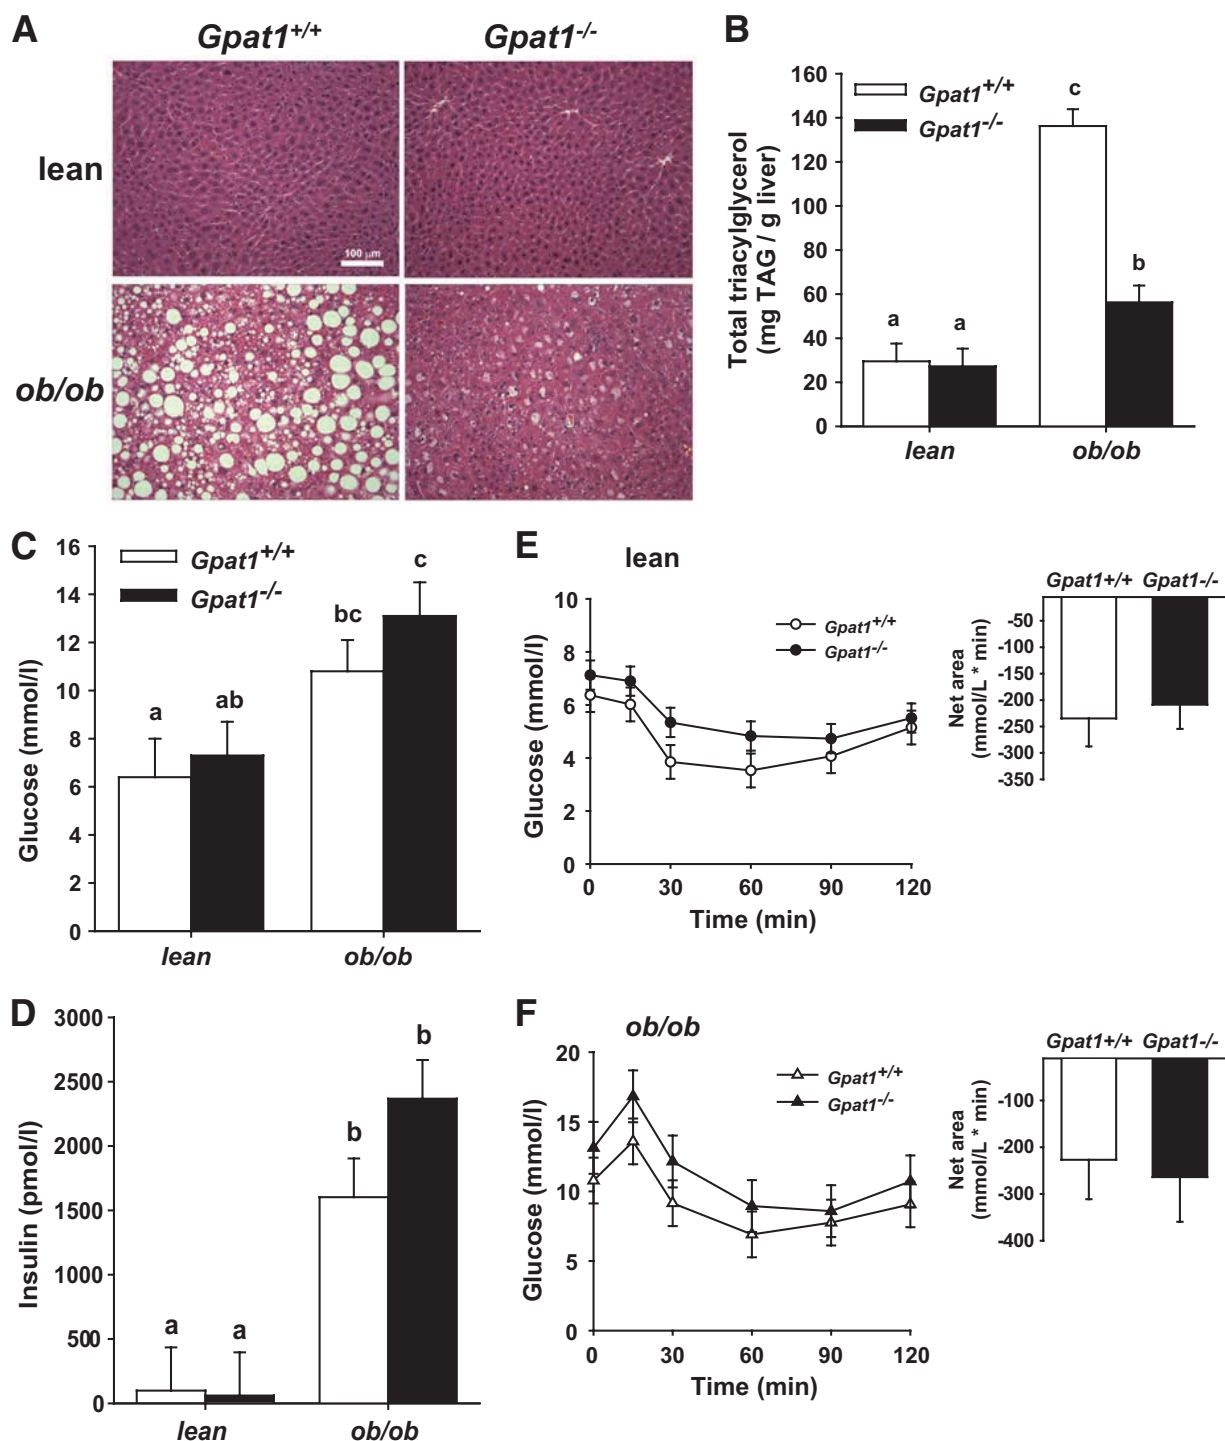 A
Gpat1+/+
Gpat1-/-
lean
100 μm
ob/ob
B
Total triacylglycerol
(mg TAG / g liver)
160
140
120
100
80
60
40
20
0
Gpat1+/+
Gpat1-/-
a
a
c
b
lean
ob/ob
C
Glucose (mmol/l)
16
14
12
10
8
6
4
2
0
Gpat1+/+
Gpat1-/-
a
ab
bc
c
lean
ob/ob
D
Insulin (pmol/l)
3000
2500
2000
1500
1000
500
0
a
a
b
b
lean
ob/ob
E
lean
Glucose (mmol/l)
10
8
6
4
2
0
Gpat1+/+
Gpat1-/-
0 30 60 90 120
Time (min)
Gpat1+/+ Gpat1-/-
Net area
(mmol/L * min)
-50
-100
-150
-200
-250
-300
-350
F
ob/ob
Glucose (mmol/l)
20
15
10
5
0
Gpat1+/+
Gpat1-/-
0 30 60 90 120
Time (min)
Gpat1+/+ Gpat1-/-
Net area
(mmol/L * min)
-100
-200
-300
-400